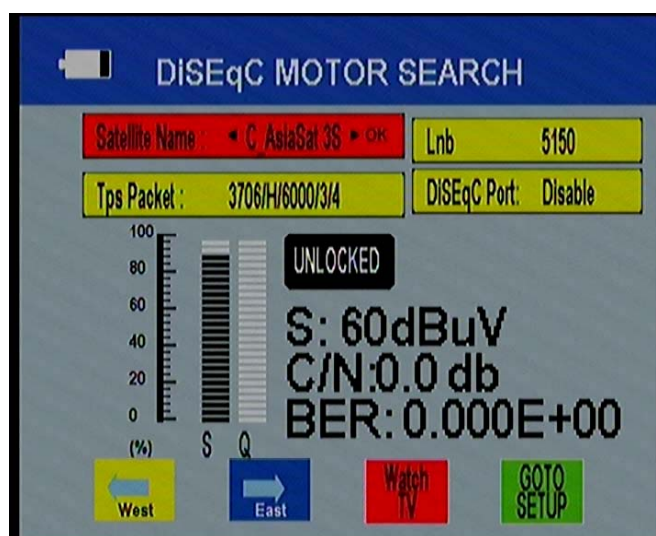 DiSEqC MOTOR SEARCH
Satellite Name : ◄ C_AsiaSat 3S ► OK
Lnb 5150
Tps Packet : 3706/H/6000/3/4
DiSEqC Port: Disable
100
80
60
40
20
0
(%)
S Q
UNLOCKED
S: 60dBuV
C/N:0.0 db
BER: 0.000E+00
West
East
Watch
TV
GOTO
SETUP